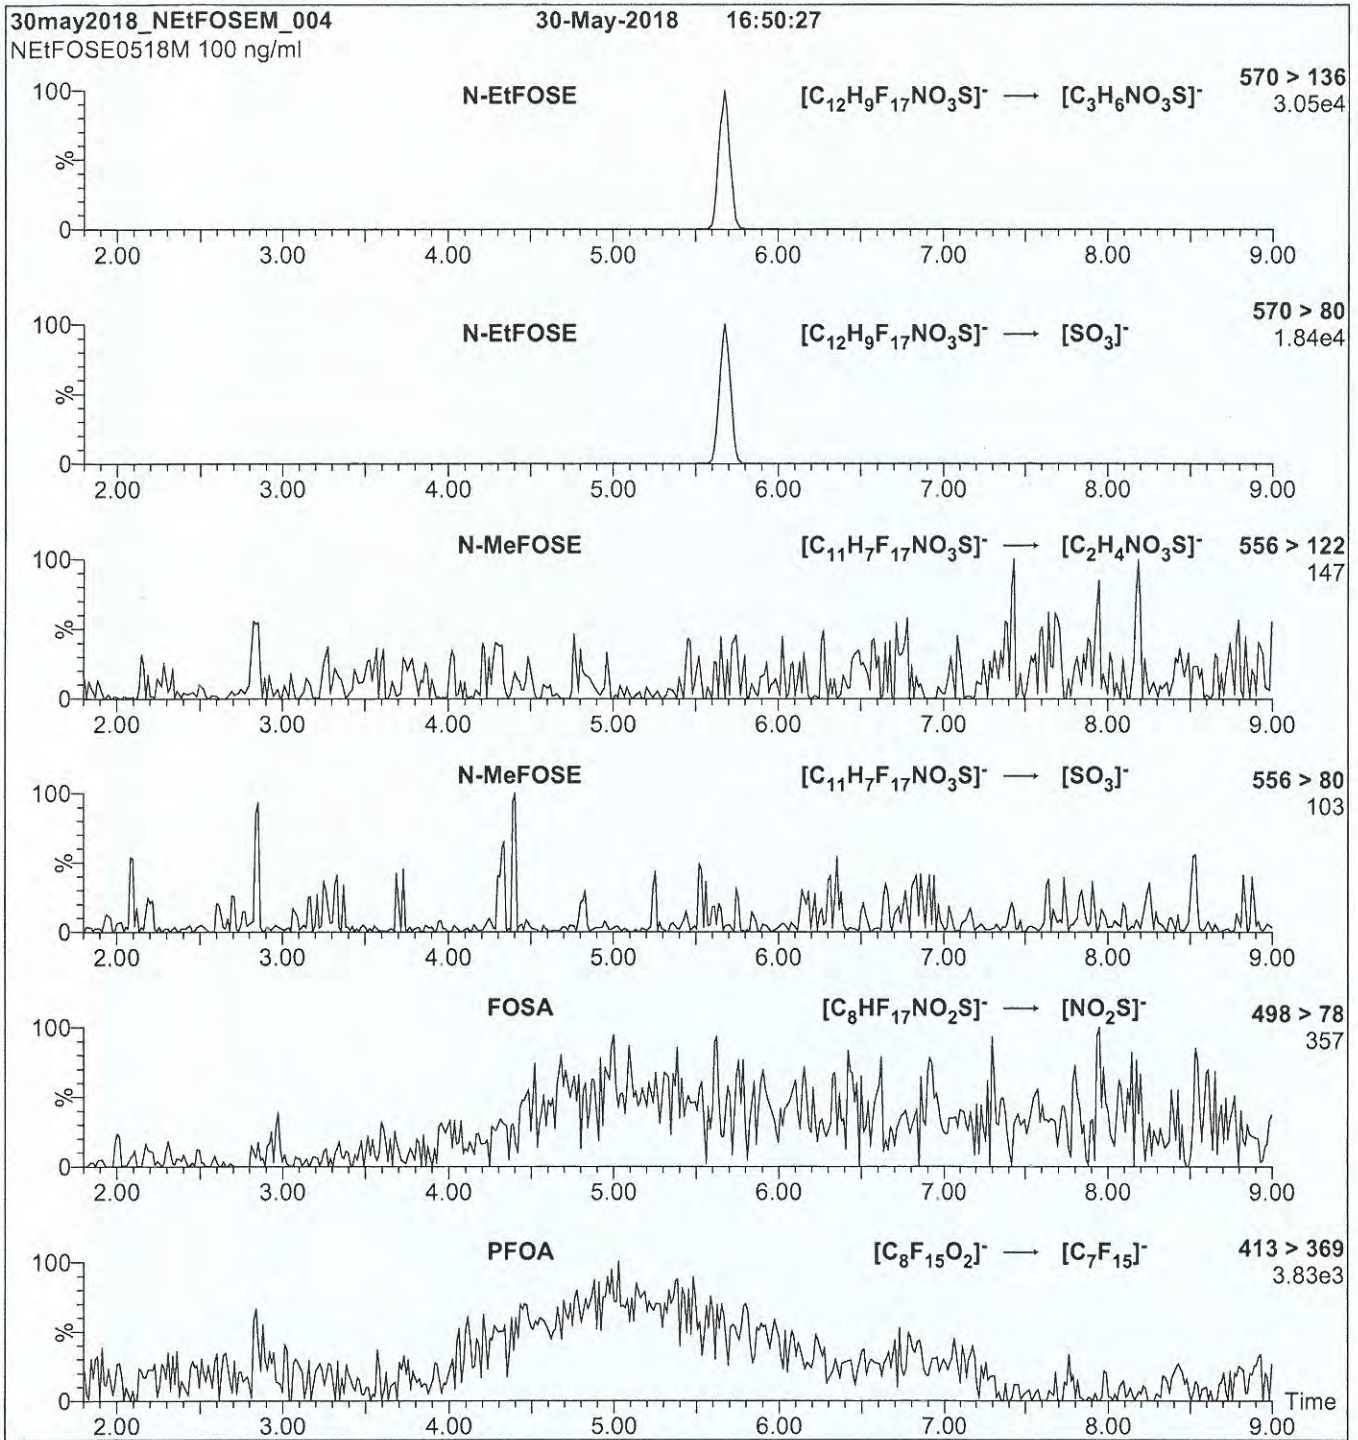 30may2018_NEtFOSEM_004 30-May-2018 16:50:27
NEtFOSE0518M 100 ng/ml
N-EtFOSE [C₁₂H₉F₁₇NO₃S]⁻ → [C₃H₆NO₃S]⁻ 570 > 136
3.05e4
100
%
0
2.00 3.00 4.00 5.00 6.00 7.00 8.00 9.00
N-EtFOSE [C₁₂H₉F₁₇NO₃S]⁻ → [SO₃]⁻ 570 > 80
1.84e4
100
%
0
2.00 3.00 4.00 5.00 6.00 7.00 8.00 9.00
N-MeFOSE [C₁₁H₇F₁₇NO₃S]⁻ → [C₂H₄NO₃S]⁻ 556 > 122
147
100
%
0
2.00 3.00 4.00 5.00 6.00 7.00 8.00 9.00
N-MeFOSE [C₁₁H₇F₁₇NO₃S]⁻ → [SO₃]⁻ 556 > 80
103
100
%
0
2.00 3.00 4.00 5.00 6.00 7.00 8.00 9.00
FOSA [C₈HF₁₇NO₂S]⁻ → [NO₂S]⁻ 498 > 78
357
100
%
0
2.00 3.00 4.00 5.00 6.00 7.00 8.00 9.00
PFOA [C₈F₁₅O₂]⁻ → [C₇F₁₅]⁻ 413 > 369
3.83e3
100
%
0
Time
2.00 3.00 4.00 5.00 6.00 7.00 8.00 9.00